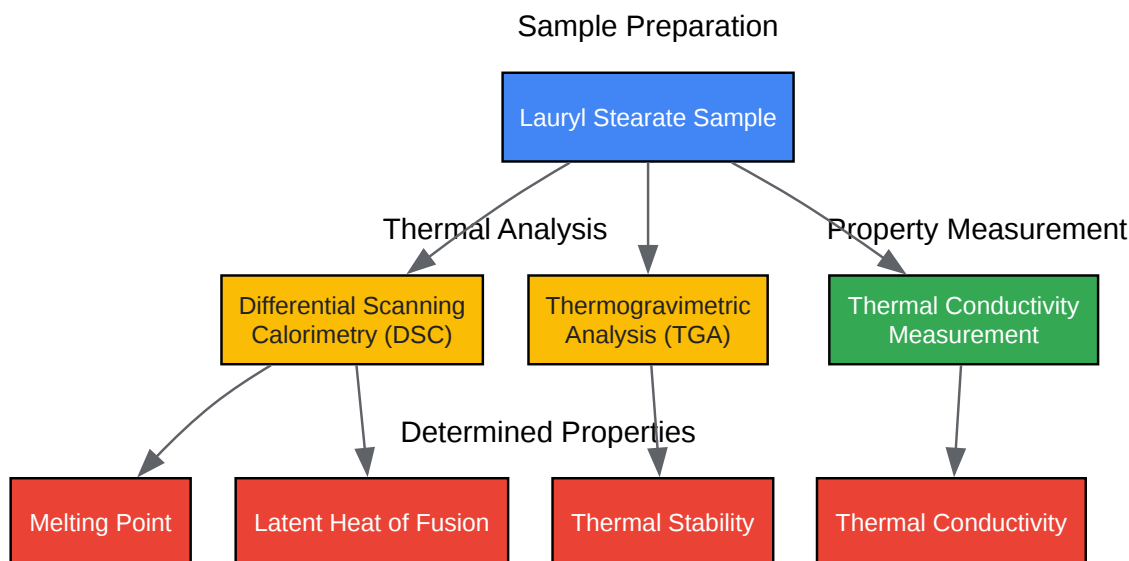 Sample Preparation
Lauryl Stearate Sample
Thermal Analysis
Property Measurement
Differential Scanning
Calorimetry (DSC)
Thermogravimetric
Analysis (TGA)
Thermal Conductivity
Measurement
Determined Properties
Melting Point
Latent Heat of Fusion
Thermal Stability
Thermal Conductivity